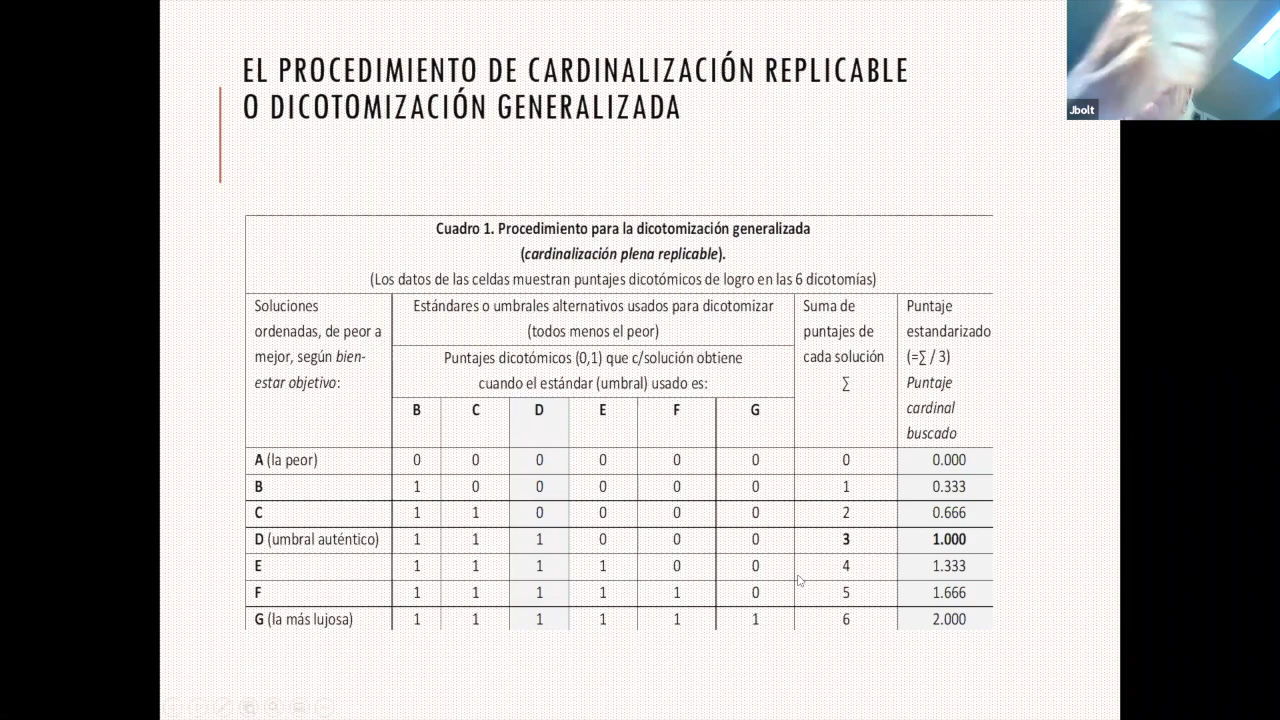 EL PROCEDIMIENTO DE CARDINALIZACIÓN REPLICABLE
O DICOTOMIZACIÓN GENERALIZADA
Jbolt
Cuadro 1. Procedimiento para la dicotomización generalizada
(cardinalización plena replicable).
(Los datos de las celdas muestran puntajes dicotómicos de logro en las 6 dicotomías)
Soluciones
ordenadas, de peor a
mejor, según bien-
estar objetivo:
Estándares o umbrales alternativos usados para dicotomizar
(todos menos el peor)
Puntajes dicotómicos (0,1) que c/solución obtiene
cuando el estándar (umbral) usado es:
Suma de
puntajes de
cada solución
∑
Puntaje
estandarizado
(=∑ / 3)
Puntaje
cardinal
buscado
B C D E F G
A (la peor) 0 0 0 0 0 0 0 0.000
B 1 0 0 0 0 0 1 0.333
C 1 1 0 0 0 0 2 0.666
D (umbral auténtico) 1 1 1 0 0 0 3 1.000
E 1 1 1 1 0 0 4 1.333
F 1 1 1 1 1 0 5 1.666
G (la más lujosa) 1 1 1 1 1 1 6 2.000